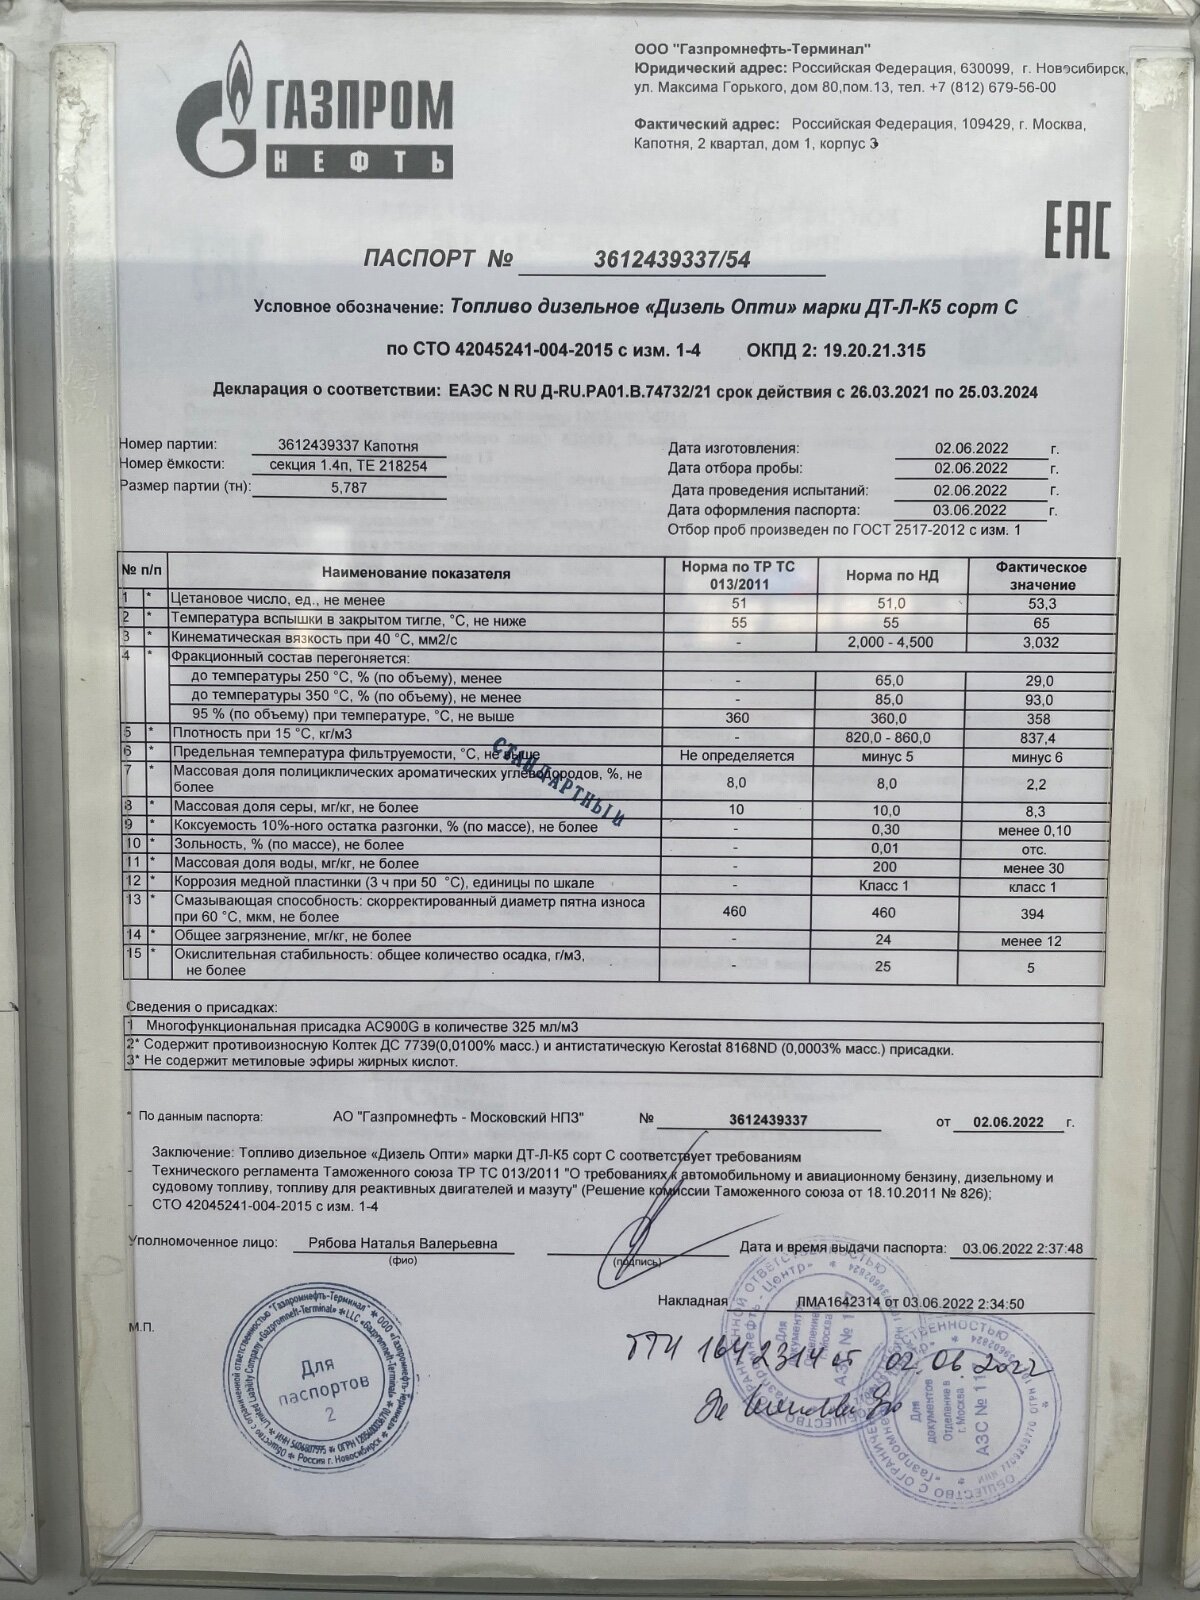 ГАЗПРОМ
НЕФТЬ
ООО "Газпромнефть-Терминал"
Юридический адрес: Российская Федерация, 630099, г. Новосибирск,
ул. Максима Горького, дом 80,пом.13, тел. +7 (812) 679-56-00
Фактический адрес: Российская Федерация, 109429, г. Москва,
Капотня, 2 квартал, дом 1, корпус 3
EAC
ПАСПОРТ № 3612439337/54
Условное обозначение: Топливо дизельное «Дизель Опти» марки ДТ-Л-К5 сорт С
по СТО 42045241-004-2015 с изм. 1-4 ОКПД 2: 19.20.21.315
Декларация о соответствии: ЕАЭС N RU Д-RU.РА01.В.74732/21 срок действия с 26.03.2021 по 25.03.2024
Номер партии: 3612439337 Капотня
Номер ёмкости: секция 1.4п, ТЕ 218254
Размер партии (тн): 5,787
Дата изготовления: 02.06.2022 г.
Дата отбора пробы: 02.06.2022 г.
Дата проведения испытаний: 02.06.2022 г.
Дата оформления паспорта: 03.06.2022 г.
Отбор проб произведен по ГОСТ 2517-2012 с изм. 1
№ п/п Наименование показателя Норма по ТР ТС 013/2011 Норма по НД Фактическое значение
1 * Цетановое число, ед., не менее 51 51,0 53,3
2 * Температура вспышки в закрытом тигле, °С, не ниже 55 55 65
3 * Кинематическая вязкость при 40 °С, мм2/с - 2,000 - 4,500 3,032
4 * Фракционный состав перегоняется:
до температуры 250 °С, % (по объему), менее - 65,0 29,0
до температуры 350 °С, % (по объему), не менее - 85,0 93,0
95 % (по объему) при температуре, °С, не выше 360 360,0 358
5 * Плотность при 15 °С, кг/м3 - 820,0 - 860,0 837,4
6 * Предельная температура фильтруемости, °С, не выше Не определяется минус 5 минус 6
7 * Массовая доля полициклических ароматических углеводородов, %, не
более 8,0 8,0 2,2
8 * Массовая доля серы, мг/кг, не более 10 10,0 8,3
9 * Коксуемость 10%-ного остатка разгонки, % (по массе), не более - 0,30 менее 0,10
10 * Зольность, % (по массе), не более - 0,01 отс.
11 * Массовая доля воды, мг/кг, не более - 200 менее 30
12 * Коррозия медной пластинки (3 ч при 50 °С), единицы по шкале - Класс 1 класс 1
13 * Смазывающая способность: скорректированный диаметр пятна износа
при 60 °С, мкм, не более 460 460 394
14 * Общее загрязнение, мг/кг, не более - 24 менее 12
15 * Окислительная стабильность: общее количество осадка, г/м3,
не более - 25 5
СТАНДАРТНЫЙ
Сведения о присадках:
1 Многофункциональная присадка АС900G в количестве 325 мл/м3
2* Содержит противоизносную Колтек ДС 7739(0,0100% масс.) и антистатическую Kerostat 8168ND (0,0003% масс.) присадки.
3* Не содержит метиловые эфиры жирных кислот.
* По данным паспорта: АО "Газпромнефть - Московский НПЗ" № 3612439337 от 02.06.2022 г.
Заключение: Топливо дизельное «Дизель Опти» марки ДТ-Л-К5 сорт С соответствует требованиям
Технического регламента Таможенного союза ТР ТС 013/2011 "О требованиях к автомобильному и авиационному бензину, дизельному и
судовому топливу, топливу для реактивных двигателей и мазуту" (Решение комиссии Таможенного союза от 18.10.2011 № 826);
СТО 42045241-004-2015 с изм. 1-4
Уполномоченное лицо: Рябова Наталья Валерьевна
(фио)
(подпись)
Дата и время выдачи паспорта: 03.06.2022 2:37:48
Накладная ЛМА1642314 от 03.06.2022 2:34:50
М.П.
Для
паспортов
2
ТТН 1642314 от 02.06.2022
Для
документов
Отделение в
г. Москва
АЗС №